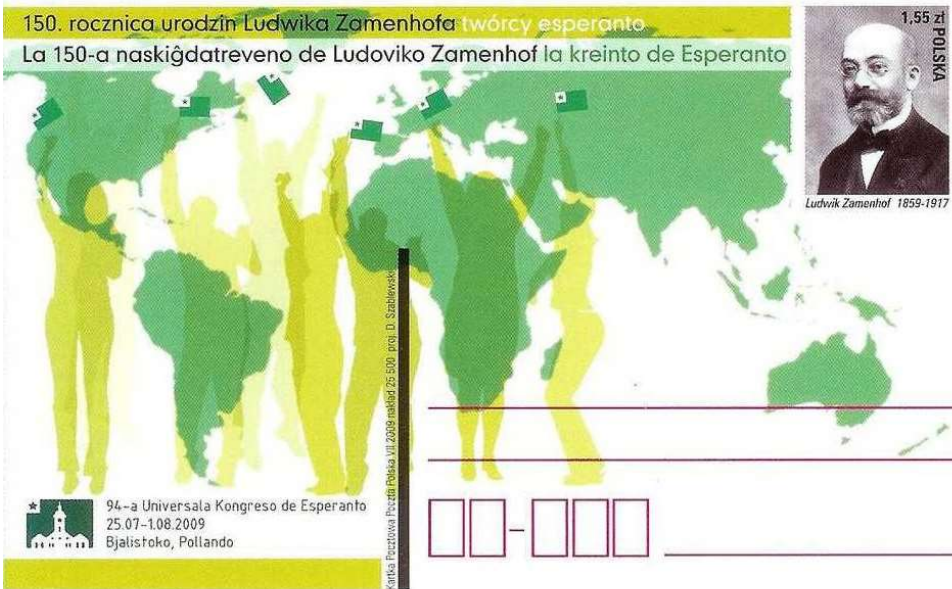 150. rocznica urodzin Ludwika Zamenhofa twórcy esperanto
La 150-a naskiĝdatreveno de Ludoviko Zamenhof la kreinto de Esperanto
1,55 zł POLSKA
Ludwik Zamenhof 1859-1917
Kartka Pocztowa Poczta Polska VII.2009 nakład 25 500 proj. D. Szablewski
94-a Universala Kongreso de Esperanto
25.07-1.08.2009
Bjalistoko, Pollando